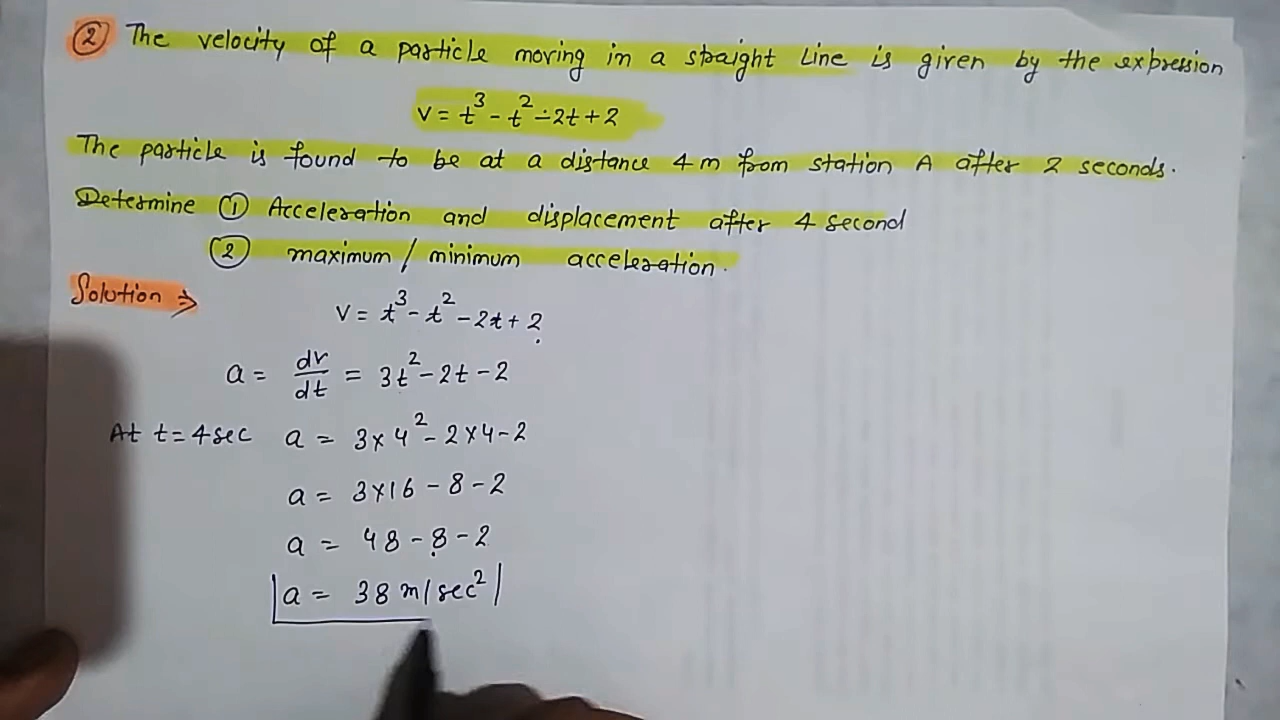 ② The velocity of a particle moving in a straight Line is given by the expression
v = t³ - t² - 2t + 2
The particle is found to be at a distance 4 m from station A after 2 seconds.
Determine ① Acceleration and displacement after 4 second
② maximum / minimum acceleration.
Solution ⇒
v = t³ - t² - 2t + 2
a = dv/dt = 3t² - 2t - 2
At t = 4 sec a = 3 × 4² - 2 × 4 - 2
a = 3 × 16 - 8 - 2
a = 48 - 8 - 2
a = 38 m/sec²